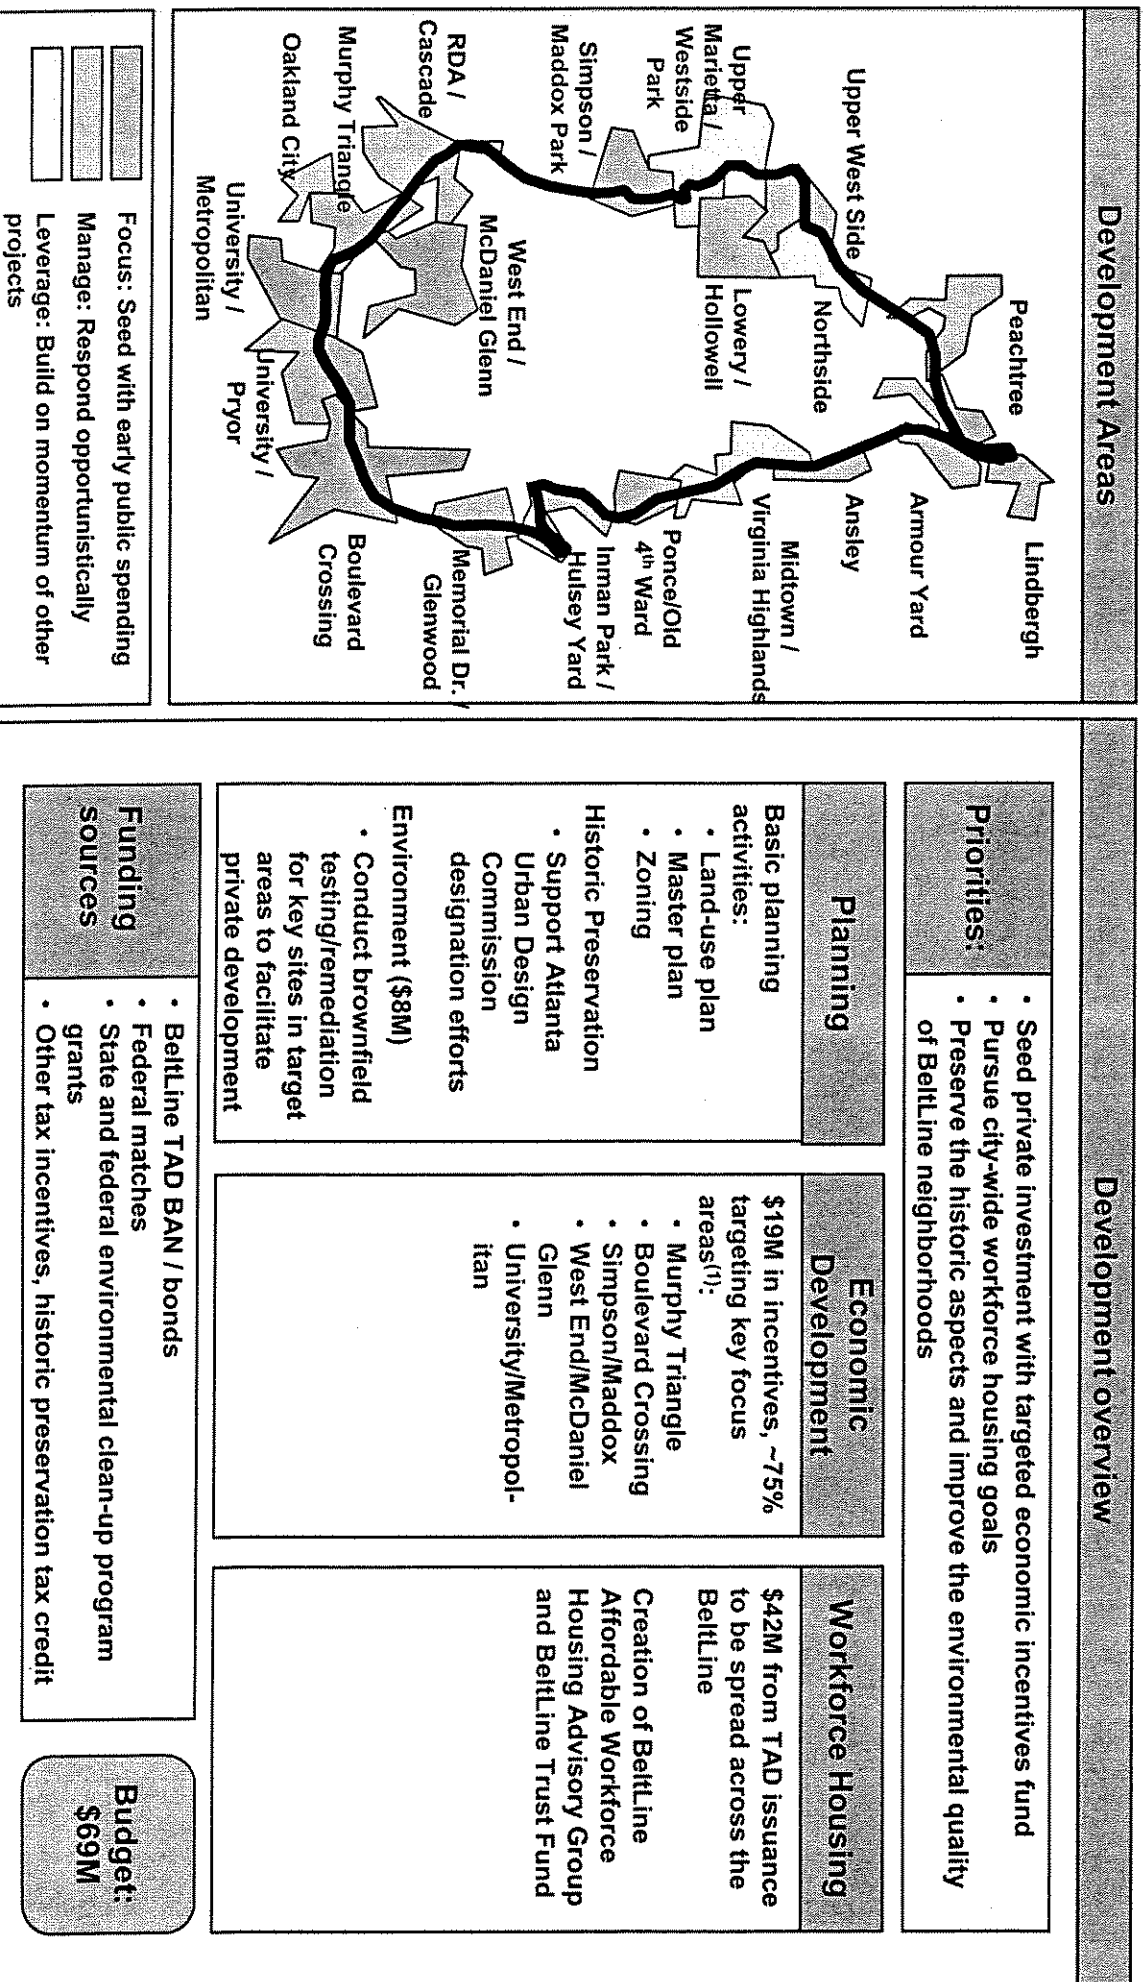 Development Areas
Peachtree
Lindbergh
Upper West Side
Northside
Armour Yard
Upper
Marietta /
Westside
Park
Lowery /
Hollowell
Ansley
Midtown /
Virginia Highlands
Simpson /
Maddox Park
Ponce/Old
4th Ward
Inman Park /
Hulsey Yard
RDA /
Cascade
West End /
McDaniel Glenn
Memorial Dr. /
Glenwood
Murphy Triangle
Oakland City
Boulevard
Crossing
University /
Metropolitan
University /
Pryor
Focus: Seed with early public spending
Manage: Respond opportunistically
Leverage: Build on momentum of other
projects
Development overview
Priorities:
• Seed private investment with targeted economic incentives fund
• Pursue city-wide workforce housing goals
• Preserve the historic aspects and improve the environmental quality
of BeltLine neighborhoods
Planning
Basic planning
activities:
• Land-use plan
• Master plan
• Zoning
Historic Preservation
• Support Atlanta
Urban Design
Commission
designation efforts
Environment ($8M)
• Conduct brownfield
testing/remediation
for key sites in target
areas to facilitate
private development
Economic
Development
$19M in incentives, ~75%
targeting key focus
areas(1):
• Murphy Triangle
• Boulevard Crossing
• Simpson/Maddox
• West End/McDaniel
Glenn
• University/Metropol-
itan
Workforce Housing
$42M from TAD issuance
to be spread across the
BeltLine
Creation of BeltLine
Affordable Workforce
Housing Advisory Group
and BeltLine Trust Fund
Funding
sources
• BeltLine TAD BAN / bonds
• Federal matches
• State and federal environmental clean-up program
grants
• Other tax incentives, historic preservation tax credit
Budget:
$69M